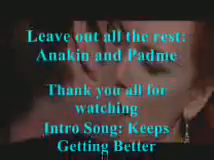 Leave out all the rest:
Anakin and Padme
Thank you all for
watching
Intro Song: Keeps
Getting Better